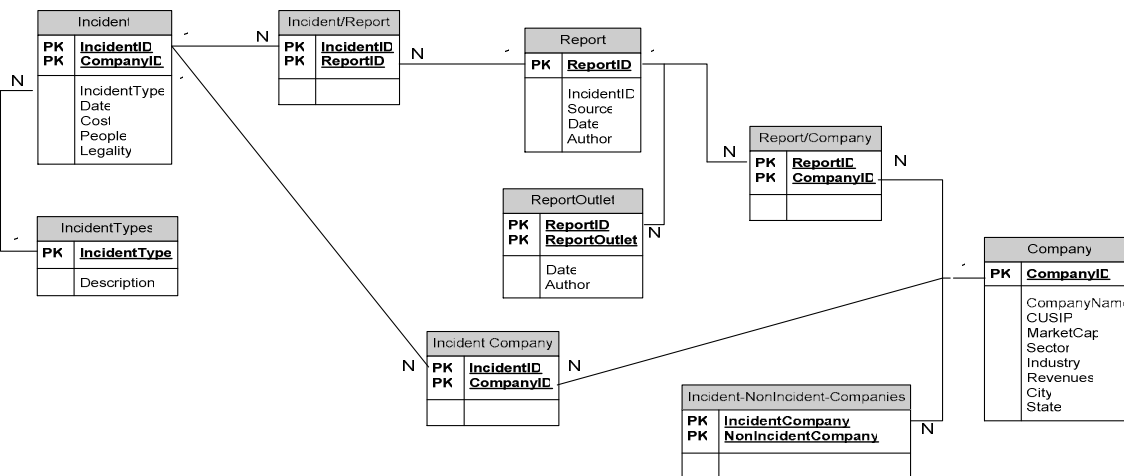 Incident
PK IncidentID
PK CompanyID
IncidentType
Date
Cost
People
Legality
N
N
Incident/Report
PK IncidentID
PK ReportID
N
Report
PK ReportID
IncidentID
Source
Date
Author
N
Report/Company
PK ReportID
PK CompanyID
N
ReportOutlet
PK ReportID
PK ReportOutlet
Date
Author
N
IncidentTypes
PK IncidentType
Description
Company
PK CompanyID
CompanyName
CUSIP
MarketCap
Sector
Industry
Revenues
City
State
N
Incident Company
PK IncidentID
PK CompanyID
N
Incident-NonIncident-Companies
PK IncidentCompany
PK NonIncidentCompany
N